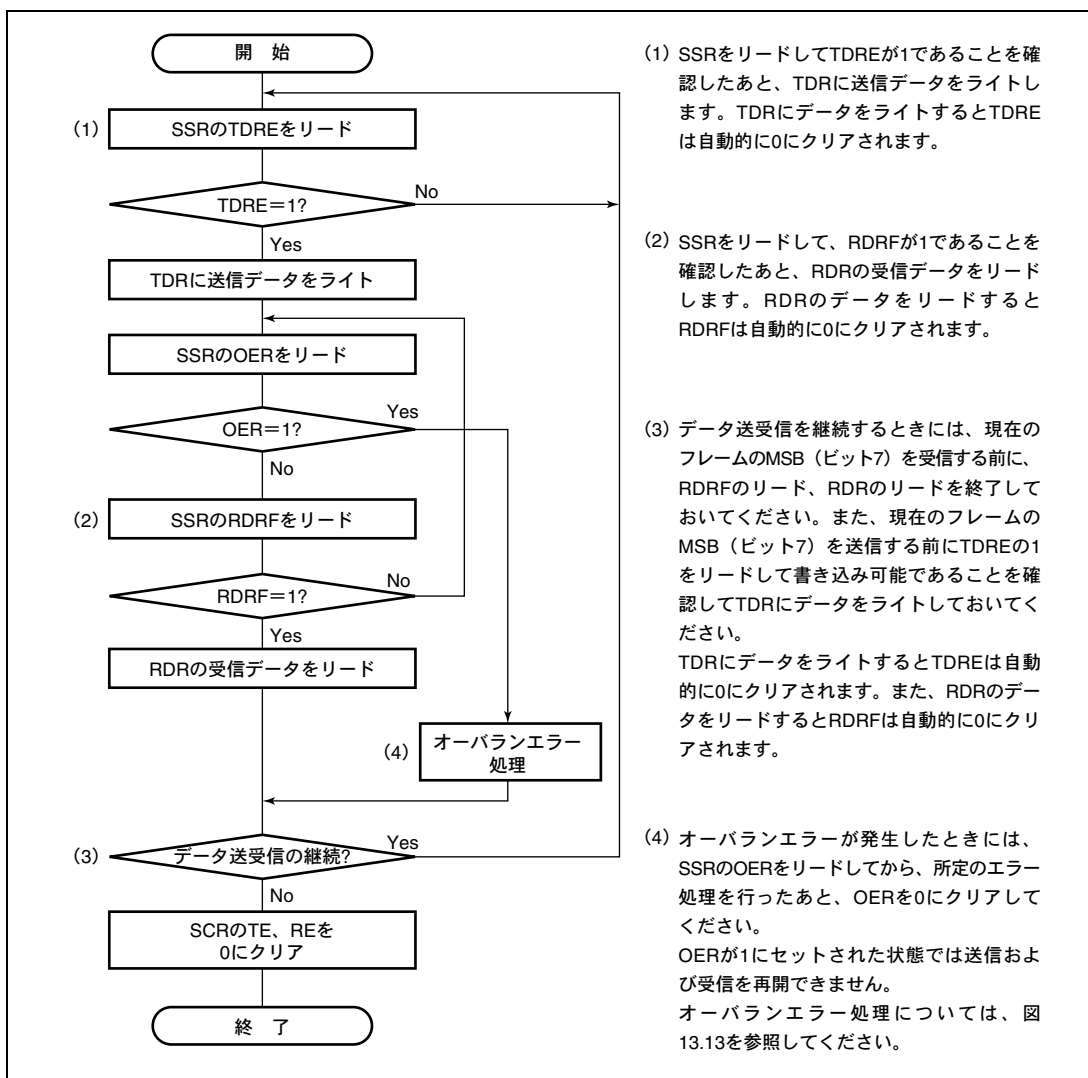 開 始
(1)
SSRのTDREをリード
TDRE＝1?
No
Yes
TDRに送信データをライト
SSRのOERをリード
OER＝1?
Yes
No
(2)
SSRのRDRFをリード
RDRF＝1?
No
Yes
RDRの受信データをリード
(4)
オーバランエラー
処理
(3)
データ送受信の継続?
Yes
No
SCRのTE、REを
0にクリア
終 了
(1) SSRをリードしてTDREが1であることを確
認したあと、TDRに送信データをライトし
ます。TDRにデータをライトするとTDRE
は自動的に0にクリアされます。
(2) SSRをリードして、RDRFが1であることを
確認したあと、RDRの受信データをリード
します。RDRのデータをリードすると
RDRFは自動的に0にクリアされます。
(3) データ送受信を継続するときには、現在の
フレームのMSB（ビット7）を受信する前に、
RDRFのリード、RDRのリードを終了して
おいてください。また、現在のフレームの
MSB（ビット7）を送信する前にTDREの1
をリードして書き込み可能であることを確
認してTDRにデータをライトしておいてく
ださい。
TDRにデータをライトするとTDREは自動
的に0にクリアされます。また、RDRのデー
タをリードするとRDRFは自動的に0にクリ
アされます。
(4) オーバランエラーが発生したときには、
SSRのOERをリードしてから、所定のエラー
処理を行ったあと、OERを0にクリアして
ください。
OERが1にセットされた状態では送信およ
び受信を再開できません。
オーバランエラー処理については、図
13.13を参照してください。